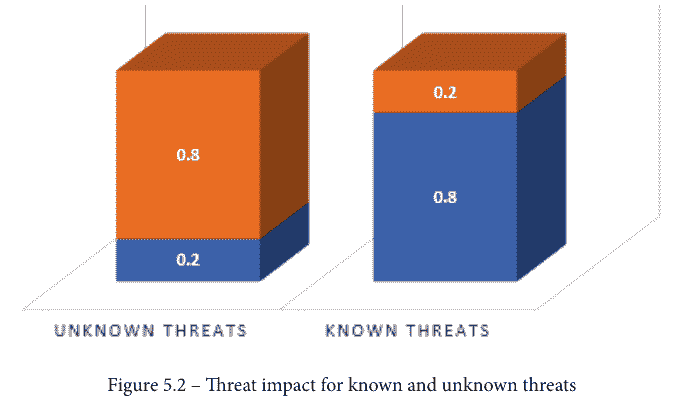 0.8
0.2
0.2
0.8
UNKNOWN THREATS
KNOWN THREATS
Figure 5.2 – Threat impact for known and unknown threats